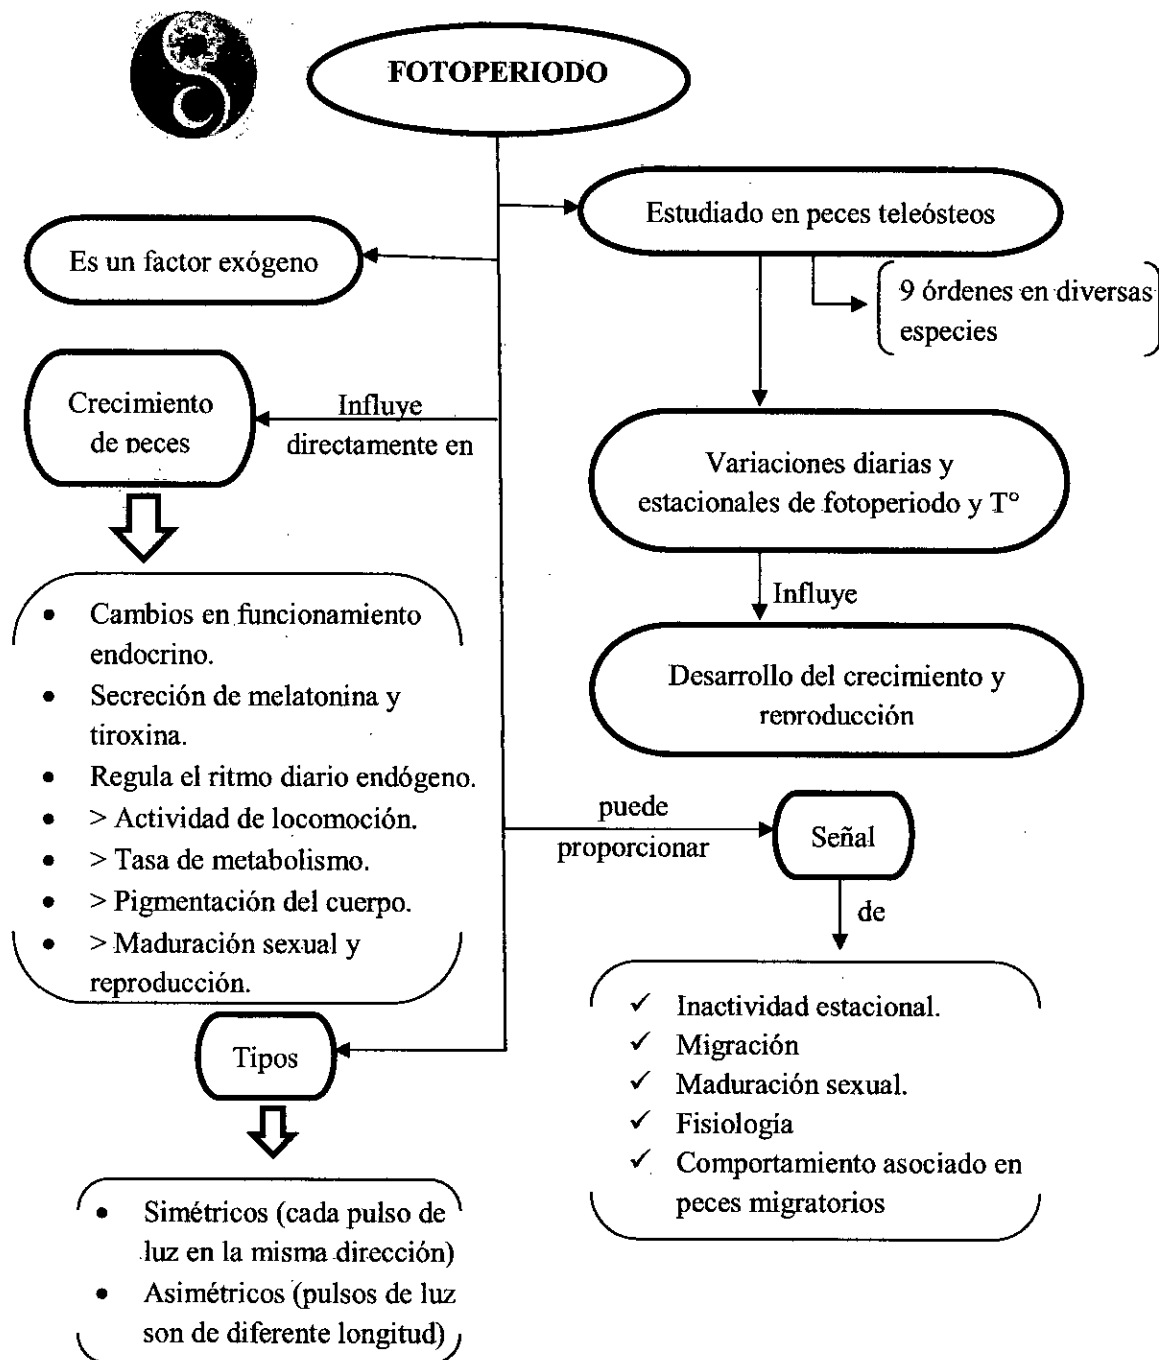 FOTOPERIODO
Estudiado en peces teleósteos
Es un factor exógeno
9 órdenes en diversas
especies
Crecimiento
de peces
Influye
directamente en
Variaciones diarias y
estacionales de fotoperiodo y T°
Influye
Desarrollo del crecimiento y
reproducción
• Cambios en funcionamiento
endocrino.
• Secreción de melatonina y
tiroxina.
• Regula el ritmo diario endógeno.
• > Actividad de locomoción.
• > Tasa de metabolismo.
• > Pigmentación del cuerpo.
• > Maduración sexual y
reproducción.
puede
proporcionar
Señal
de
✓ Inactividad estacional.
✓ Migración
✓ Maduración sexual.
✓ Fisiología
✓ Comportamiento asociado en
peces migratorios
Tipos
• Simétricos (cada pulso de
luz en la misma dirección)
• Asimétricos (pulsos de luz
son de diferente longitud)